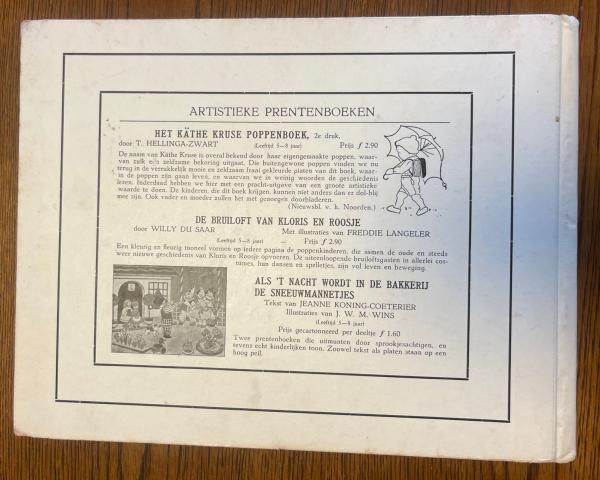 ARTISTIEKE PRENTENBOEKEN
HET KÄTHE KRUSE POPPENBOEK, 2e druk,
door T. HELLINGA-ZWART (Leeftijd 5—8 jaar) Prijs ƒ 2.90
De naam van Käthe Kruse is overal bekend door haar eigengemaakte poppen, waar-
van zulk een zeldzame bekoring uitgaat. Die buitengewone poppen vinden we nu
terug in de verrukkelijk mooie en zeldzaam fraai gekleurde platen van dit boek, waar-
in de poppen zijn gaan leven, en waarvan we in weinig woorden de geschiedenis
lezen. Inderdaad hebben we hier met een pracht-uitgave van een groote artistieke
waarde te doen. De kinderen, die dit boek krijgen, kunnen niet anders dan er dol-blij
mee zijn. Ook vader en moeder zullen het met genoegen doorbladeren.
(Nieuwsbl. v. h. Noorden.)
DE BRUILOFT VAN KLORIS EN ROOSJE
door WILLY DU SAAR Met illustraties van FREDDIE LANGELER
(Leeftijd 5—8 jaar) — Prijs ƒ 2.90
Een kleurig en fleurig tooneel vormen op iedere pagina de poppenkinderen, die samen de oude en steeds
weer nieuwe geschiedenis van Kloris en Roosje opvoeren. De uiteenloopende bruiloftsgasten in allerlei cos-
tumes, hun dansen en spelletjes, zijn vol leven en beweging.
ALS 'T NACHT WORDT IN DE BAKKERIJ
DE SNEEUWMANNETJES
Tekst van JEANNE KONING-COETERIER
Illustraties van J. W. M. WINS
(Leeftijd 5—8 jaar)
Prijs gecartonneerd per deeltje ƒ 1.60
Twee prentenboeken die uitmunten door sprookjesachtigen, en
tevens echt kinderlijken toon. Zoowel tekst als platen staan op een
hoog peil.